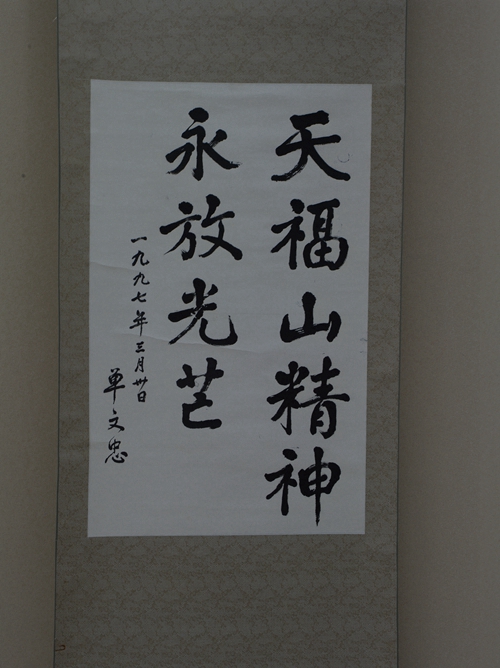 天福山精神
永放光芒
一九九七年三月卅日
单文忠